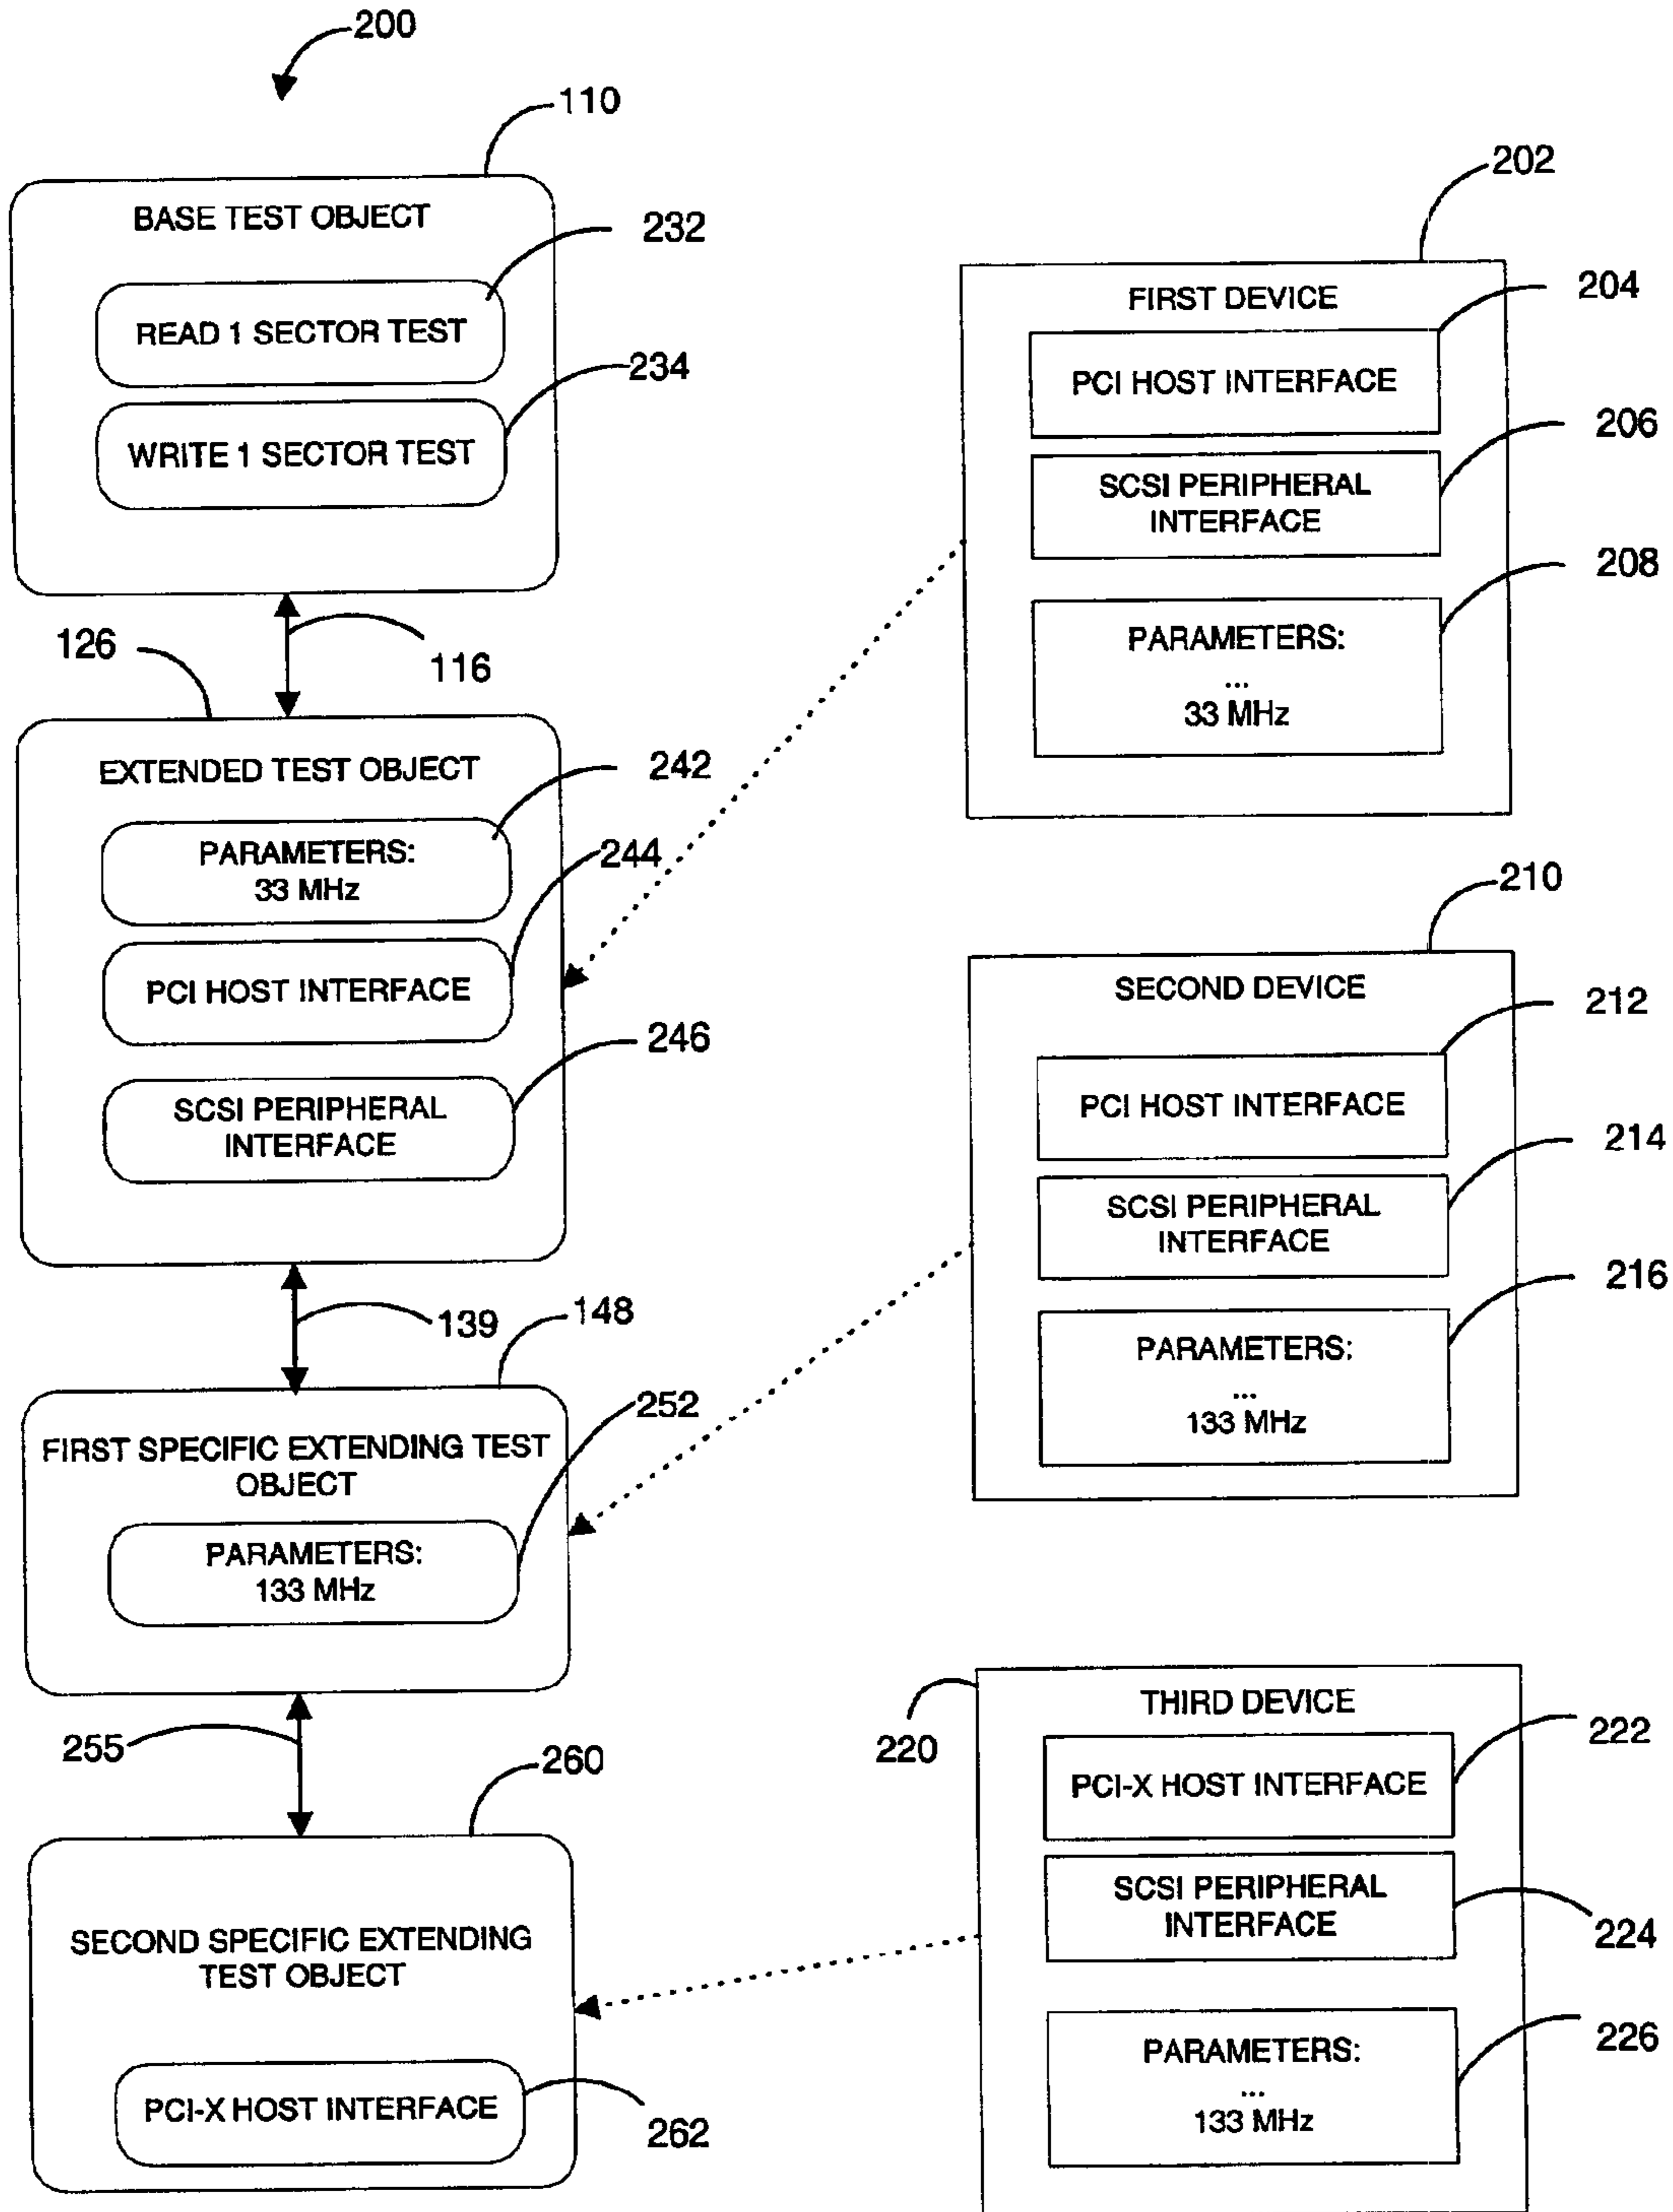 200
110
BASE TEST OBJECT
232
READ 1 SECTOR TEST
234
WRITE 1 SECTOR TEST
126
116
EXTENDED TEST OBJECT
242
PARAMETERS:
33 MHz
244
PCI HOST INTERFACE
246
SCSI PERIPHERAL
INTERFACE
139
148
FIRST SPECIFIC EXTENDING TEST
OBJECT
252
PARAMETERS:
133 MHz
255
260
SECOND SPECIFIC EXTENDING
TEST OBJECT
PCI-X HOST INTERFACE
262
202
FIRST DEVICE
204
PCI HOST INTERFACE
206
SCSI PERIPHERAL
INTERFACE
208
PARAMETERS:
...
33 MHz
210
SECOND DEVICE
212
PCI HOST INTERFACE
214
SCSI PERIPHERAL
INTERFACE
216
PARAMETERS:
...
133 MHz
220
THIRD DEVICE
222
PCI-X HOST INTERFACE
SCSI PERIPHERAL
INTERFACE
224
226
PARAMETERS:
...
133 MHz